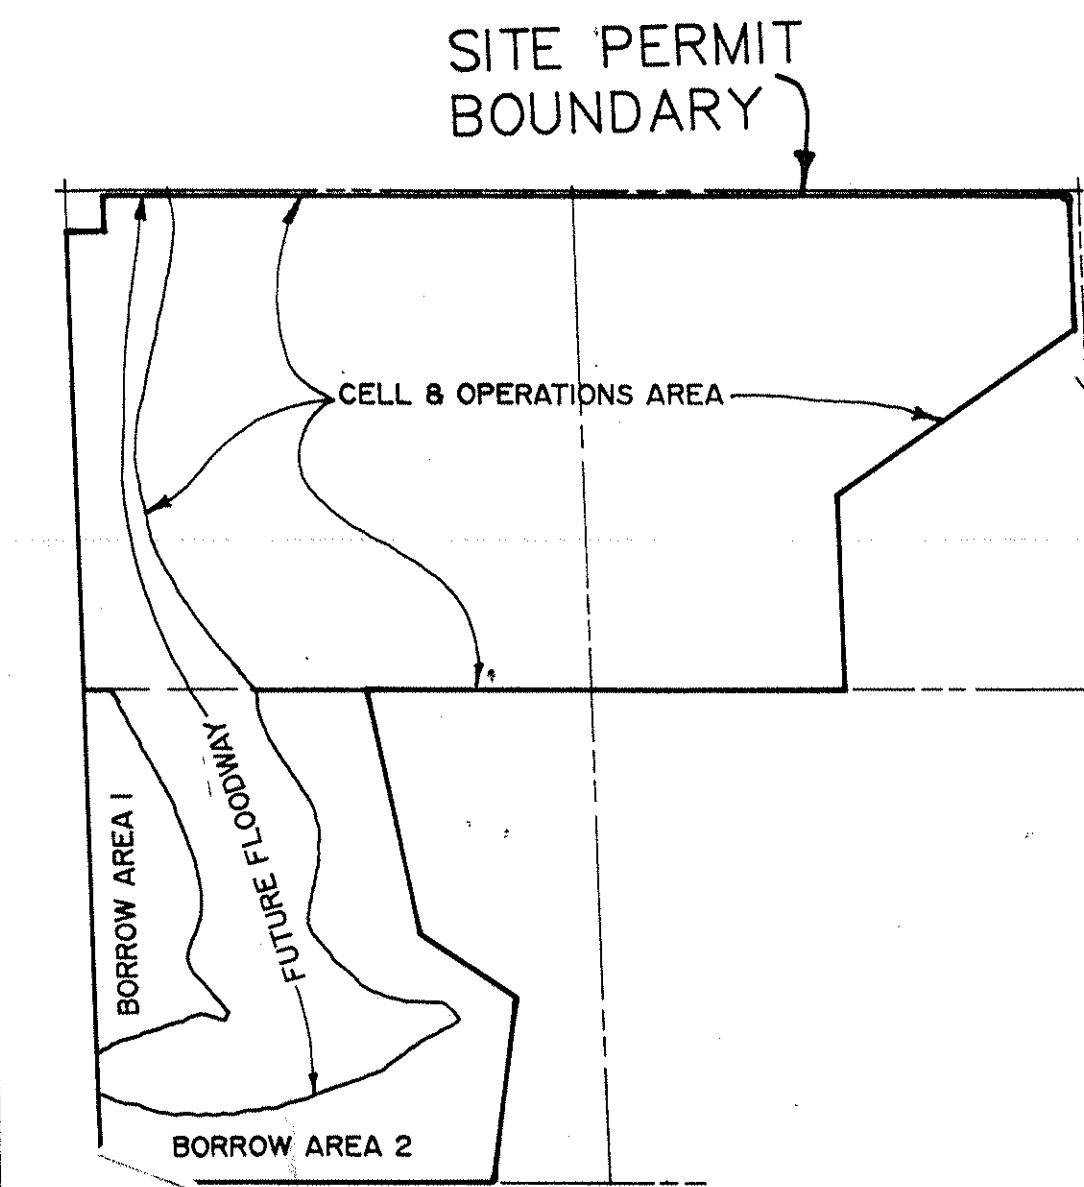 SITE PERMIT
BOUNDARY
CELL & OPERATIONS AREA
FUTURE FLOODWAY
BORROW AREA 1
BORROW AREA 2